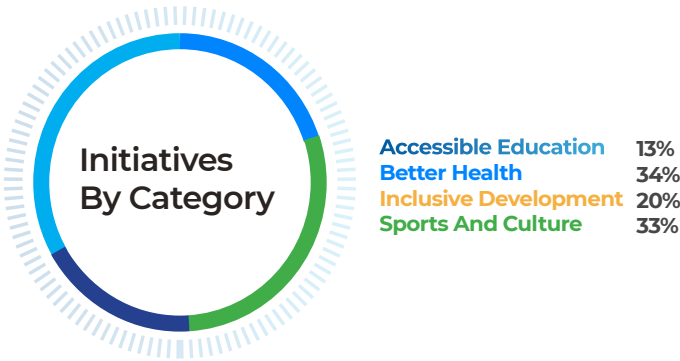 Initiatives
By Category
Accessible Education 13%
Better Health 34%
Inclusive Development 20%
Sports And Culture 33%